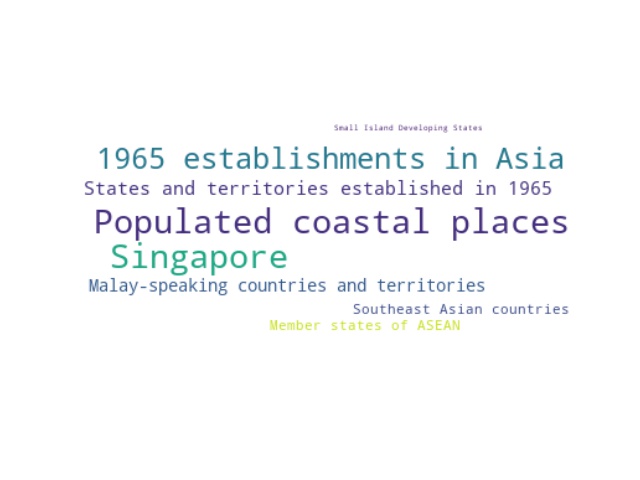 Small Island Developing States
1965 establishments in Asia
States and territories established in 1965
Populated coastal places
Singapore
Malay-speaking countries and territories
Southeast Asian countries
Member states of ASEAN